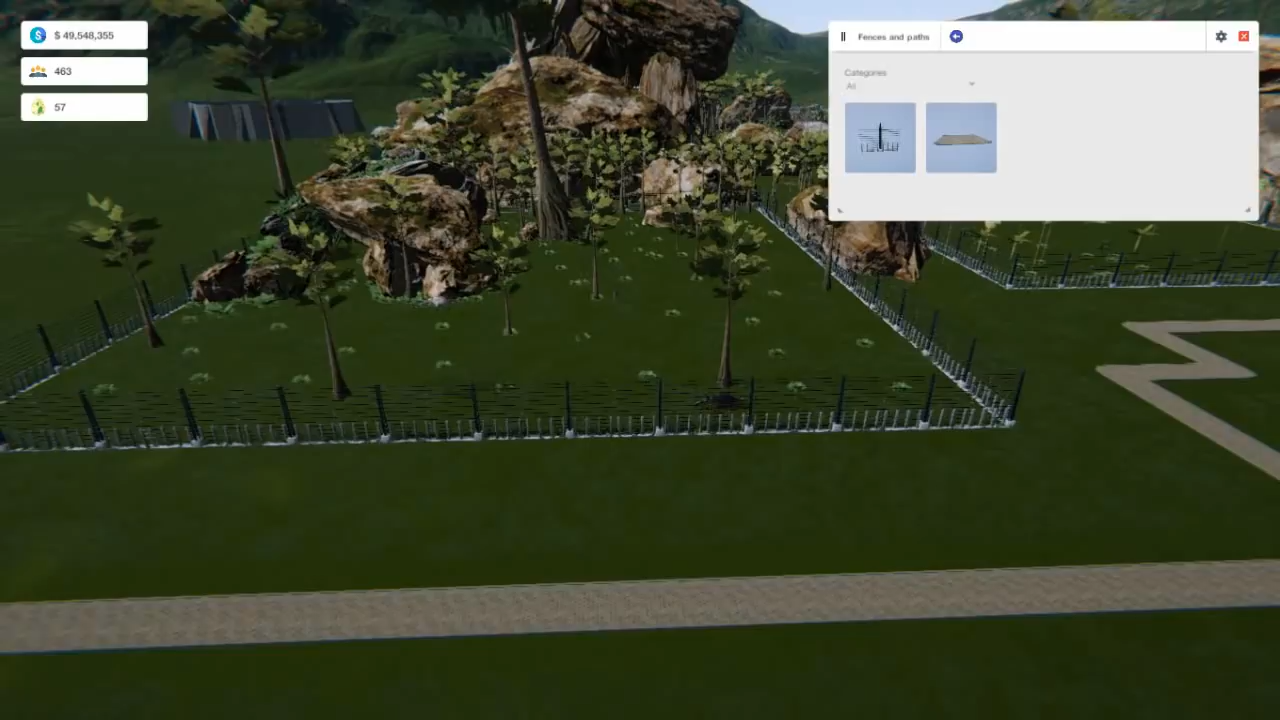 $ 49,548,355
463
57
Fences and paths
Categories
All